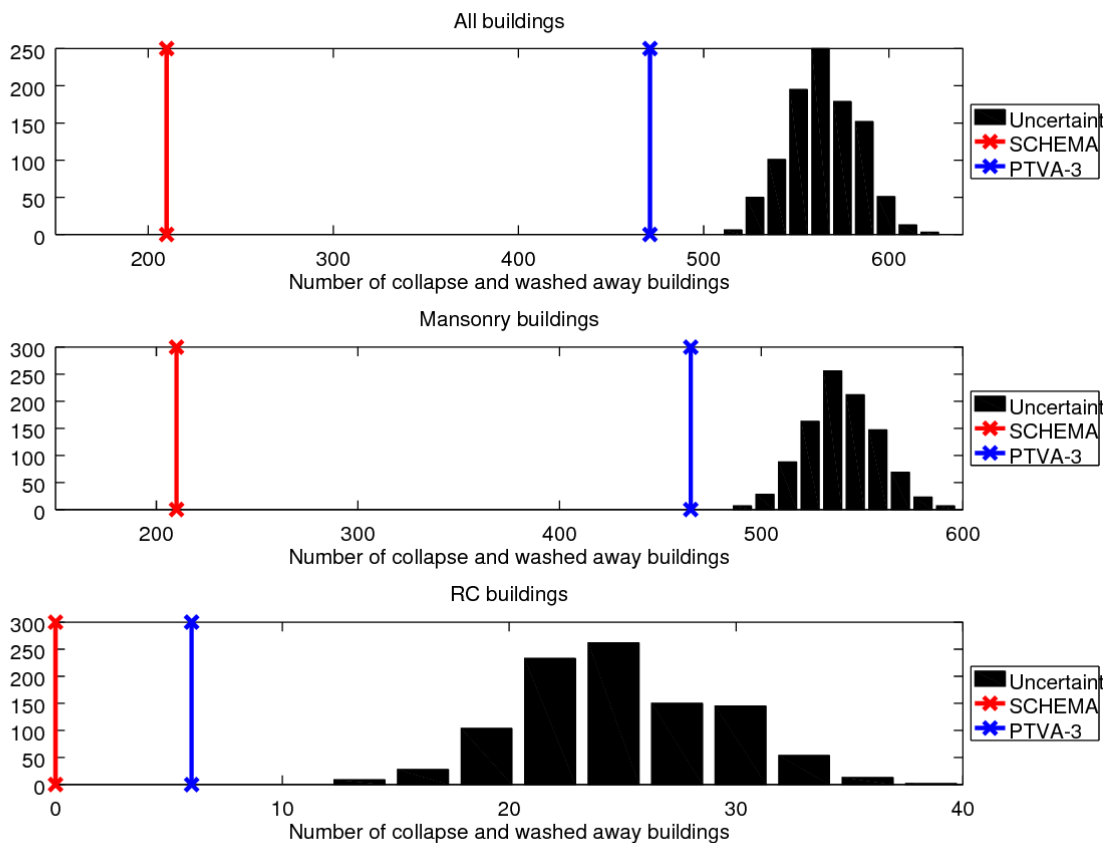 All buildings
250
200
150
100
50
0
200 300 400 500 600
Number of collapse and washed away buildings
Uncertaint
SCHEMA
PTVA-3
Mansonry buildings
300
250
200
150
100
50
0
200 300 400 500 600
Number of collapse and washed away buildings
Uncertaint
SCHEMA
PTVA-3
RC buildings
300
250
200
150
100
50
0
0 10 20 30 40
Number of collapse and washed away buildings
Uncertaint
SCHEMA
PTVA-3